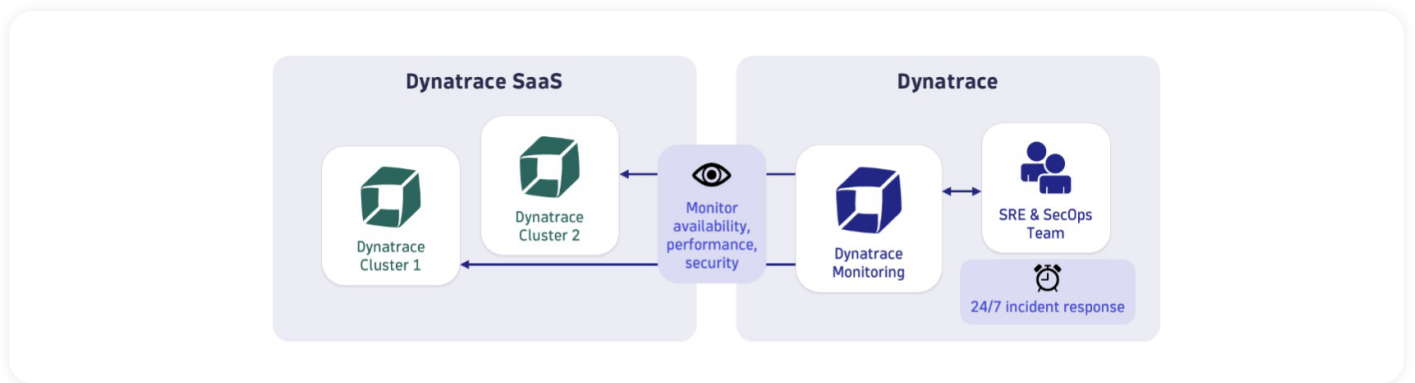 Dynatrace SaaS
Dynatrace
Cluster 1
Dynatrace
Cluster 2
Monitor
availability,
performance,
security
Dynatrace
Dynatrace
Monitoring
SRE & SecOps
Team
24/7 incident response